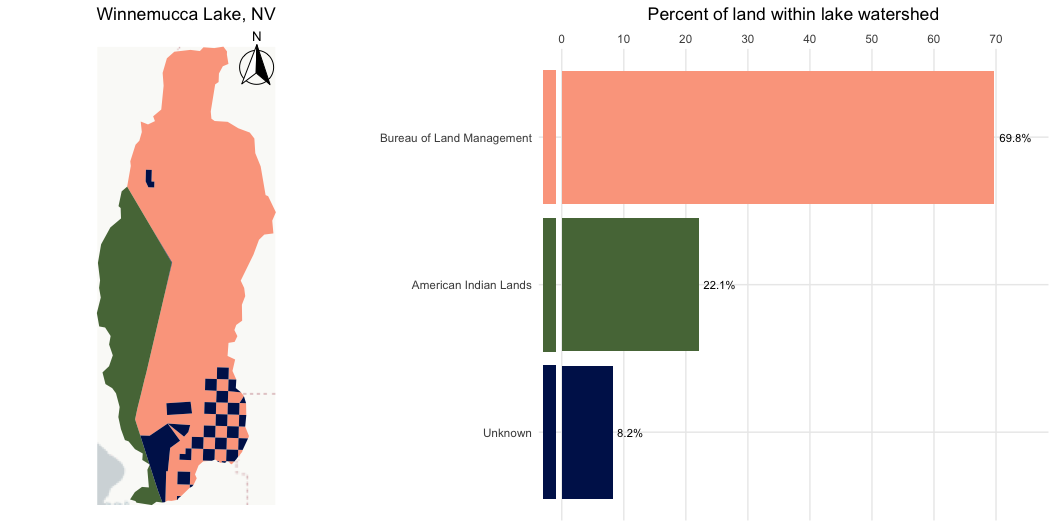 Winnemucca Lake, NV
N
Percent of land within lake watershed
0 10 20 30 40 50 60 70
Bureau of Land Management 69.8%
American Indian Lands 22.1%
Unknown 8.2%